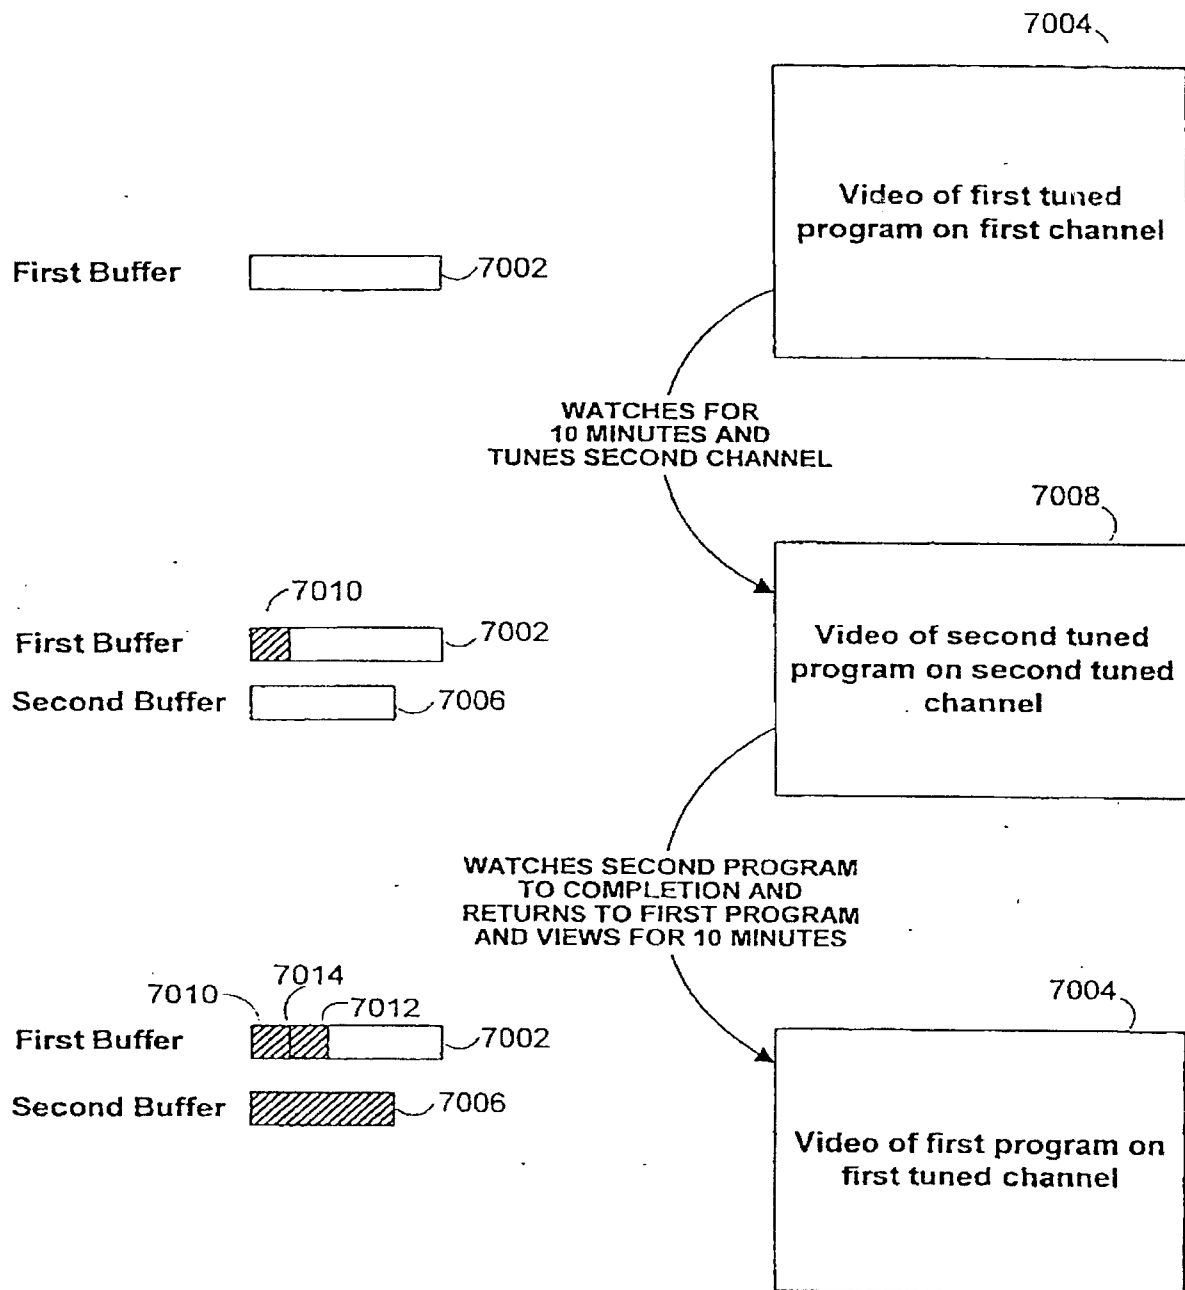 7004
Video of first tuned
program on first channel
First Buffer
7002
WATCHES FOR
10 MINUTES AND
TUNES SECOND CHANNEL
7008
7010
First Buffer
7002
Second Buffer
7006
Video of second tuned
program on second tuned
channel
WATCHES SECOND PROGRAM
TO COMPLETION AND
RETURNS TO FIRST PROGRAM
AND VIEWS FOR 10 MINUTES
7010
7014
7012
First Buffer
7002
Second Buffer
7006
7004
Video of first program on
first tuned channel